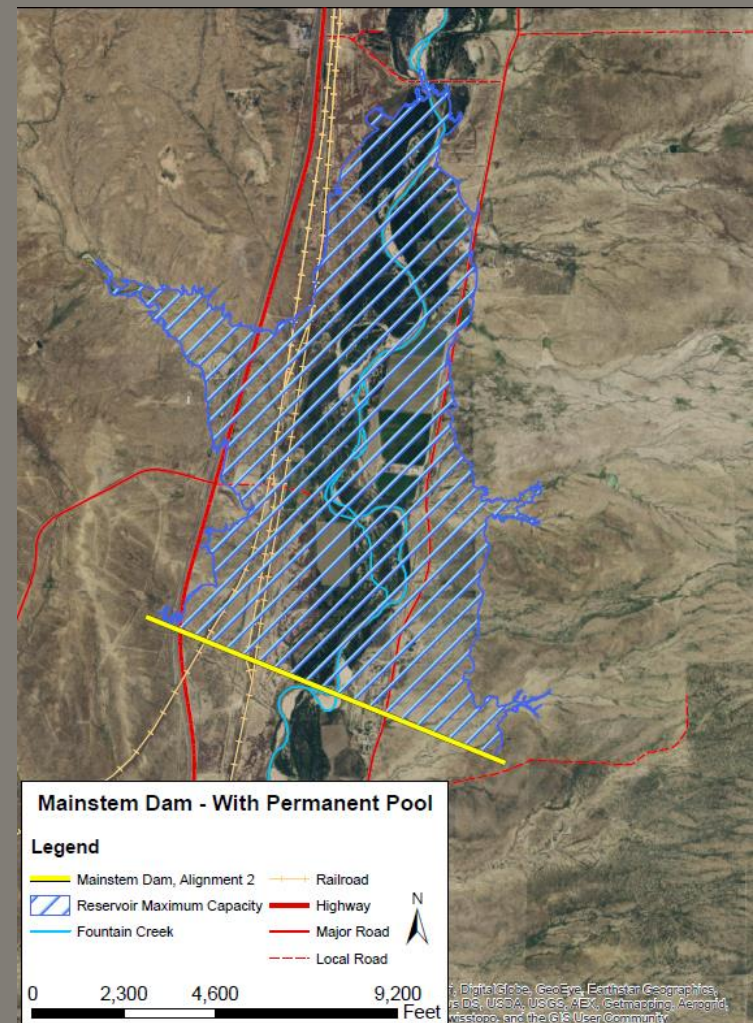 Mainstem Dam - With Permanent Pool
Legend
Mainstem Dam, Alignment 2
Reservoir Maximum Capacity
Fountain Creek
Railroad
Highway
Major Road
Local Road
N
0 2,300 4,600 9,200
Feet
DigitalGlobe, GeoEye, Earthstar Geographics,
DS, USDA, USGS, AEX, Getmapping, Aerogrid,
and the GIS User Community